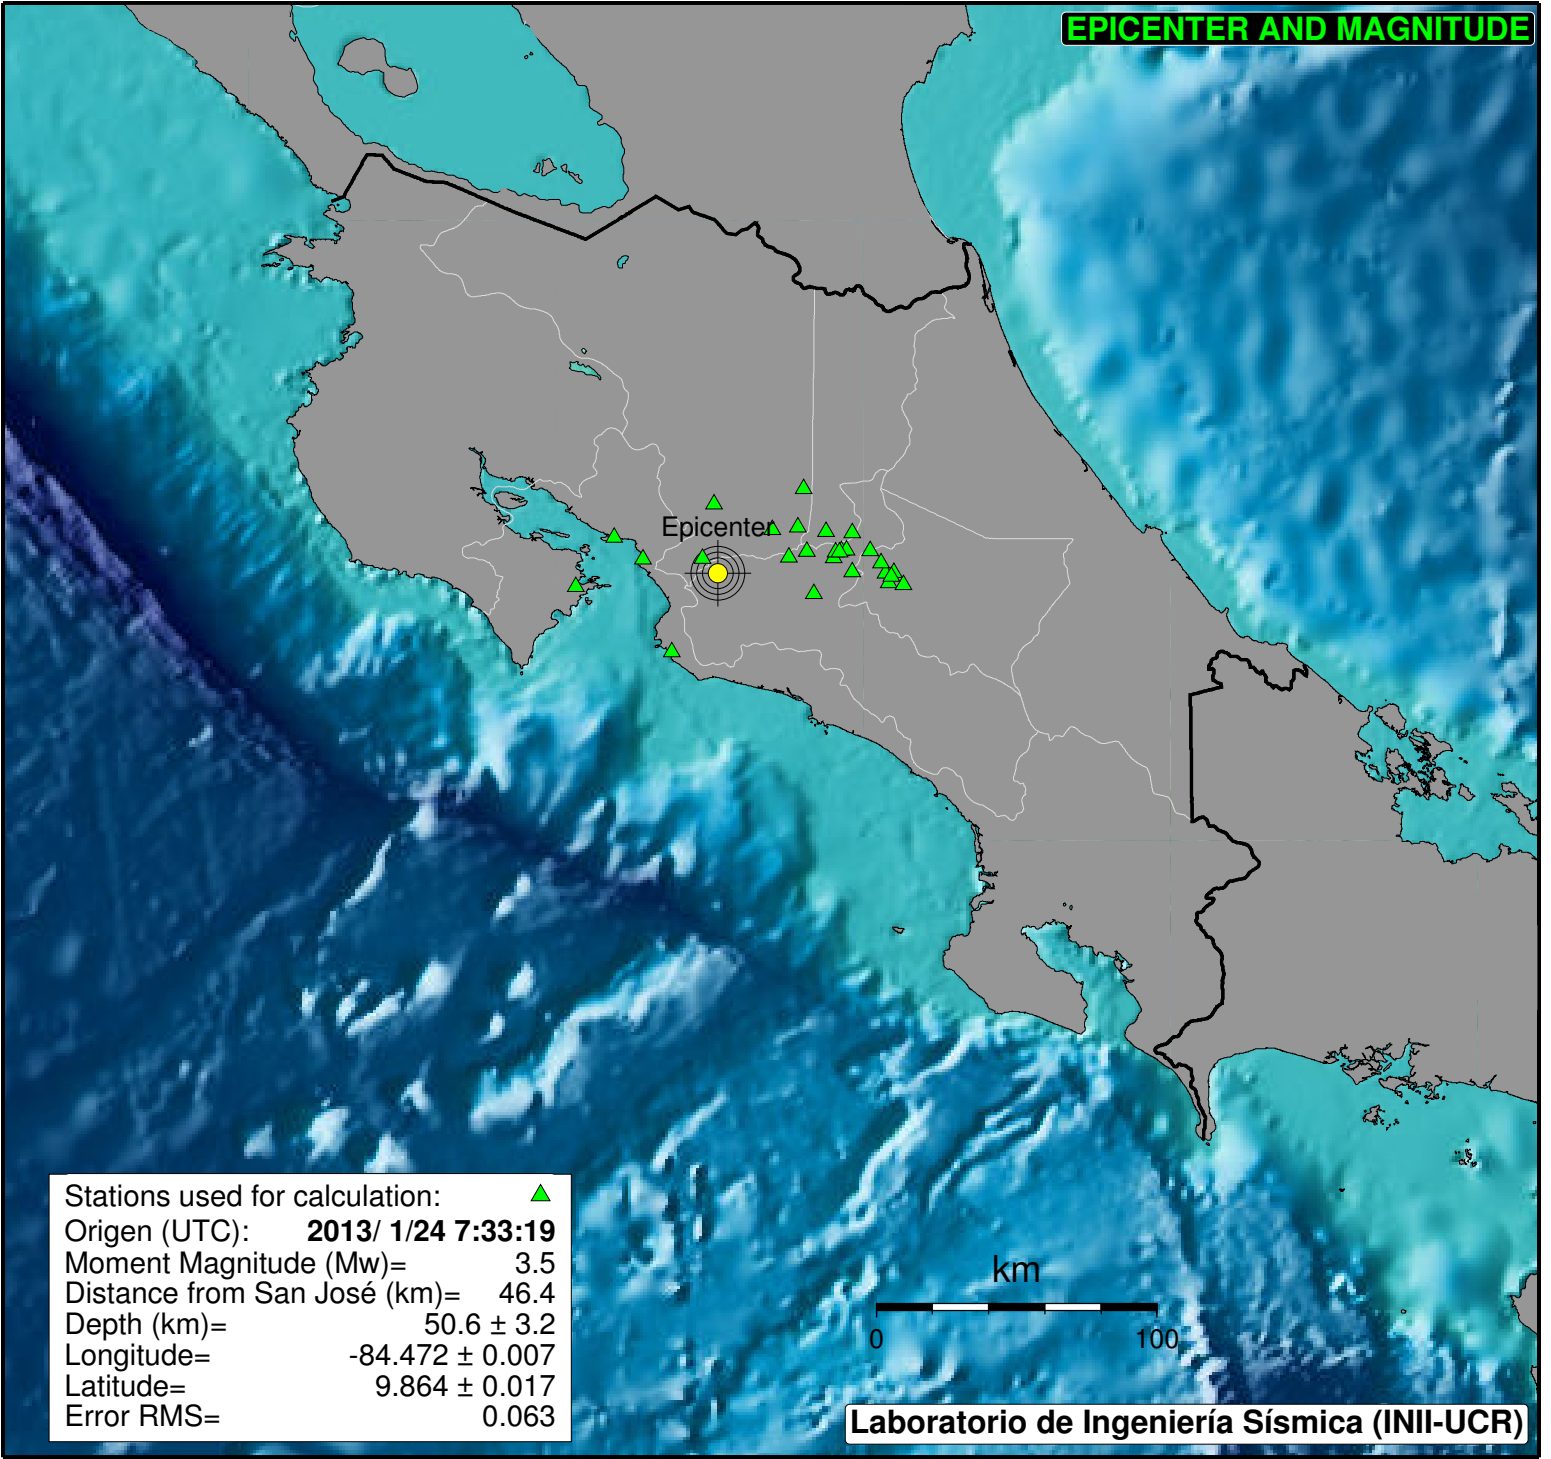 EPICENTER AND MAGNITUDE
Epicenter
Stations used for calculation:
Origen (UTC): 2013/ 1/24 7:33:19
Moment Magnitude (Mw)= 3.5
Distance from San José (km)= 46.4
Depth (km)= 50.6 ± 3.2
Longitude= -84.472 ± 0.007
Latitude= 9.864 ± 0.017
Error RMS= 0.063
km
0 100
Laboratorio de Ingeniería Sísmica (INII-UCR)